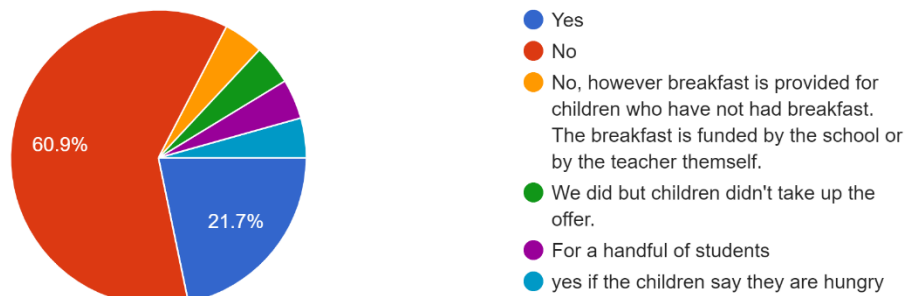 60.9%
21.7%
Yes
No
No, however breakfast is provided for
children who have not had breakfast.
The breakfast is funded by the school or
by the teacher themself.
We did but children didn't take up the
offer.
For a handful of students
yes if the children say they are hungry